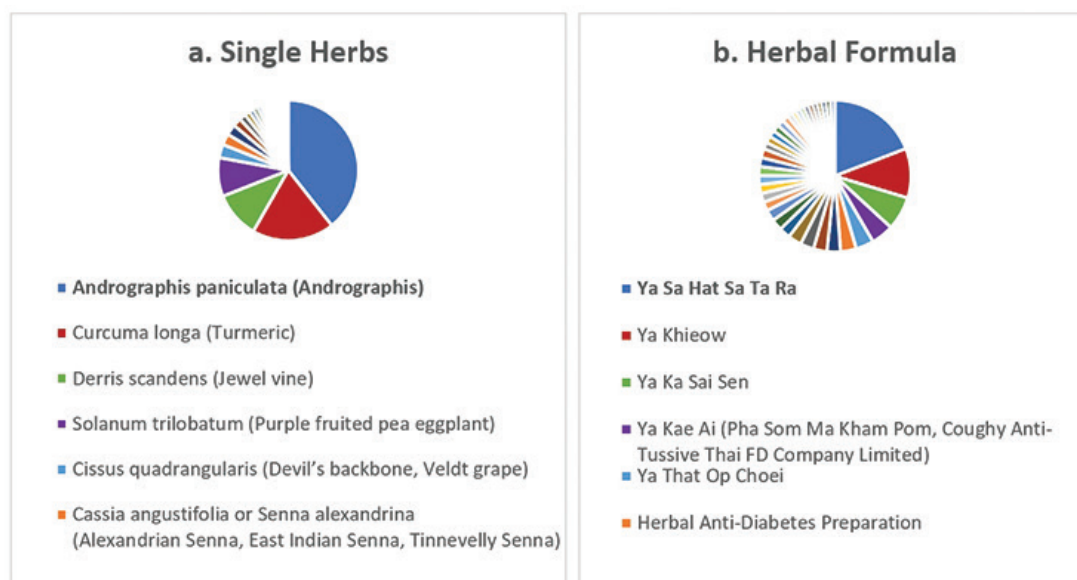 a. Single Herbs
Andrographis paniculata (Andrographis)
Curcuma longa (Turmeric)
Derris scandens (Jewel vine)
Solanum trilobatum (Purple fruited pea eggplant)
Cissus quadrangularis (Devil's backbone, Veldt grape)
Cassia angustifolia or Senna alexandrina
(Alexandrian Senna, East Indian Senna, Tinnevelly Senna)
b. Herbal Formula
Ya Sa Hat Sa Ta Ra
Ya Khieow
Ya Ka Sai Sen
Ya Kae Ai (Pha Som Ma Kham Pom, Coughy Anti-
Tussive Thai FD Company Limited)
Ya That Op Choei
Herbal Anti-Diabetes Preparation